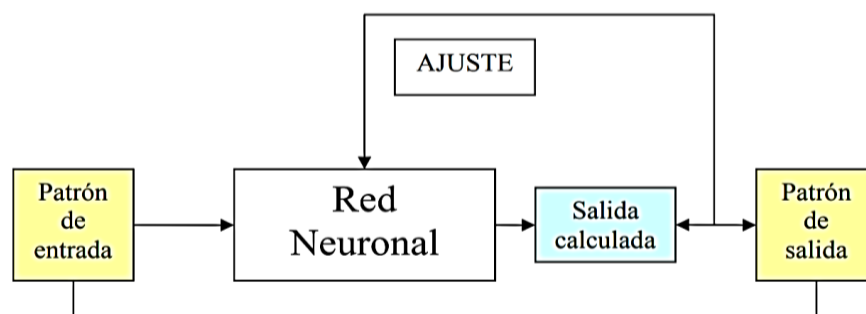 AJUSTE
Patrón
de
entrada
Red
Neuronal
Salida
calculada
Patrón
de
salida